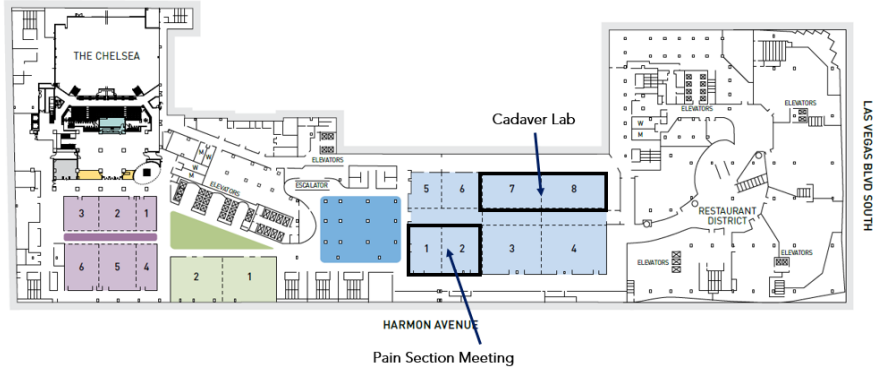 THE CHELSEA
Cadaver Lab
ELEVATORS
ELEVATORS
W
M
M
W
W
M
ELEVATORS
ELEVATORS
ESCALATOR
5 6 7 8
3 2 1
RESTAURANT
DISTRICT
1 2 3 4
6 5 4
2 1
ELEVATORS
ELEVATORS
LAS VEGAS BLVD SOUTH
HARMON AVENUE
Pain Section Meeting